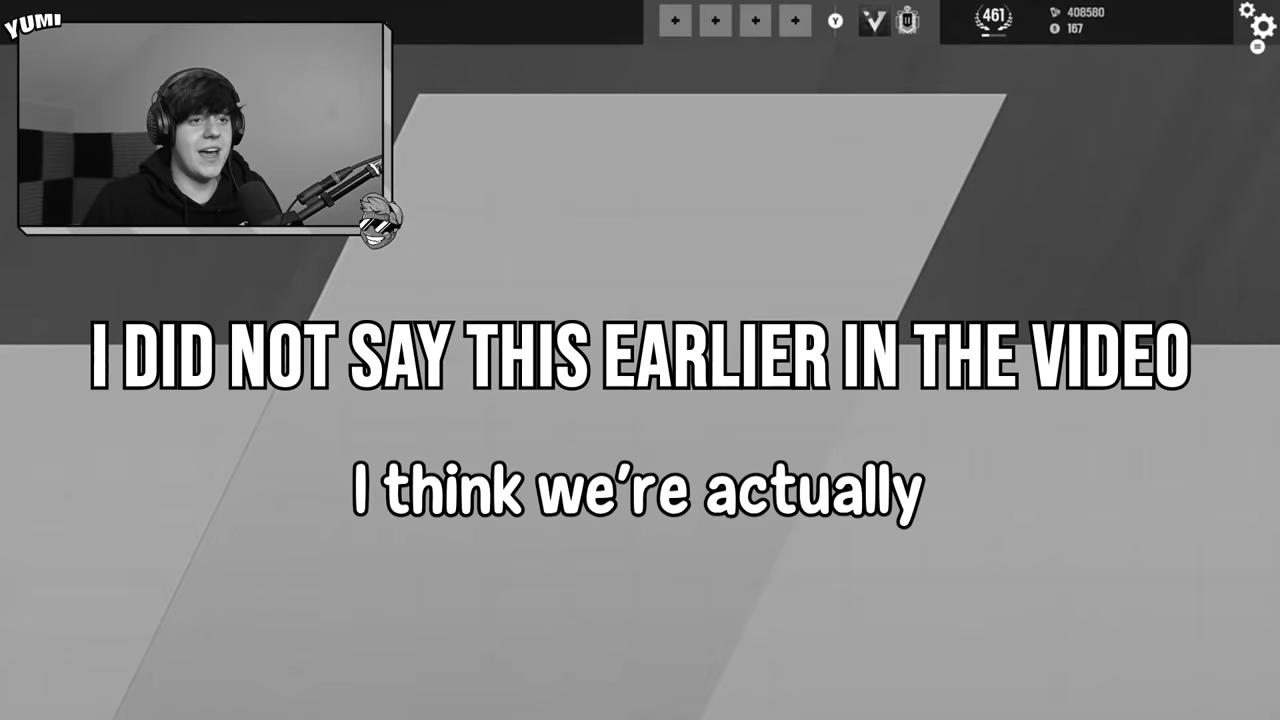 YUMI
461
408580
167
Y
I DID NOT SAY THIS EARLIER IN THE VIDEO
I think we're actually